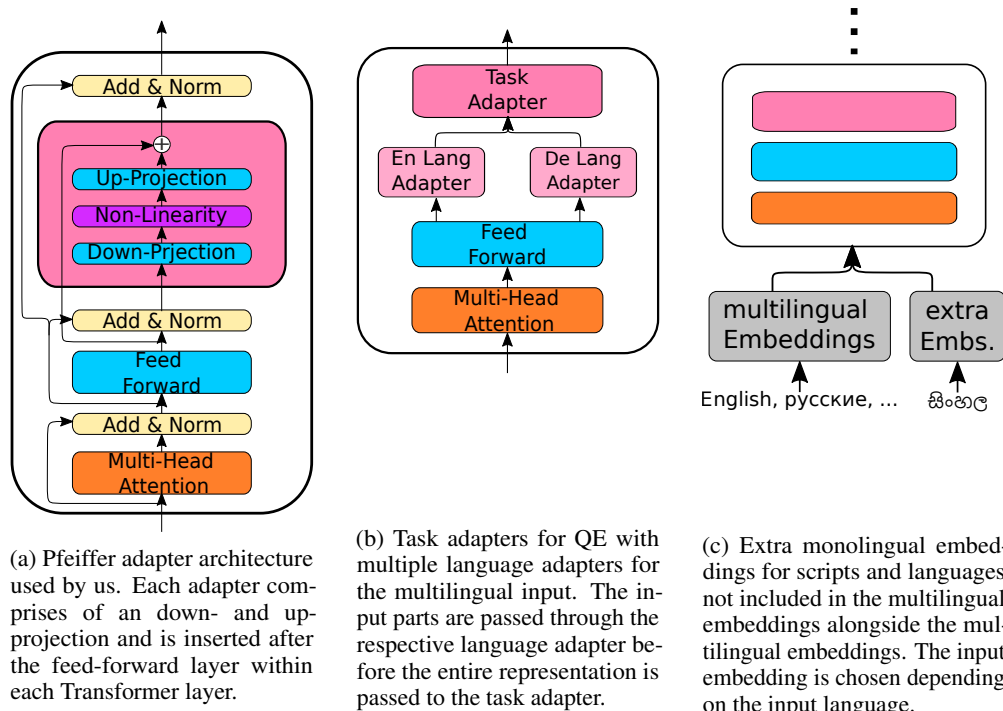 Add & Norm
Up-Projection
Non-Linearity
Down-Prjection
Add & Norm
Feed
Forward
Add & Norm
Multi-Head
Attention
(a) Pfeiffer adapter architecture
used by us. Each adapter com-
prises of an down- and up-
projection and is inserted after
the feed-forward layer within
each Transformer layer.
Task
Adapter
En Lang
Adapter
De Lang
Adapter
Feed
Forward
Multi-Head
Attention
(b) Task adapters for QE with
multiple language adapters for
the multilingual input. The in-
put parts are passed through the
respective language adapter be-
fore the entire representation is
passed to the task adapter.
multilingual
Embeddings
extra
Embs.
English, русские, ...
සිංහල
(c) Extra monolingual embed-
dings for scripts and languages
not included in the multilingual
embeddings alongside the mul-
tilingual embeddings. The input
embedding is chosen depending
on the input language.